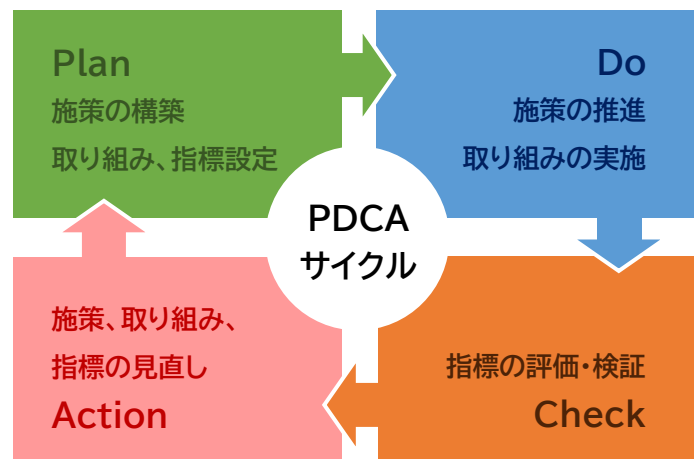 Plan
施策の構築
取り組み、指標設定
Do
施策の推進
取り組みの実施
PDCA
サイクル
施策、取り組み、
指標の見直し
Action
指標の評価・検証
Check